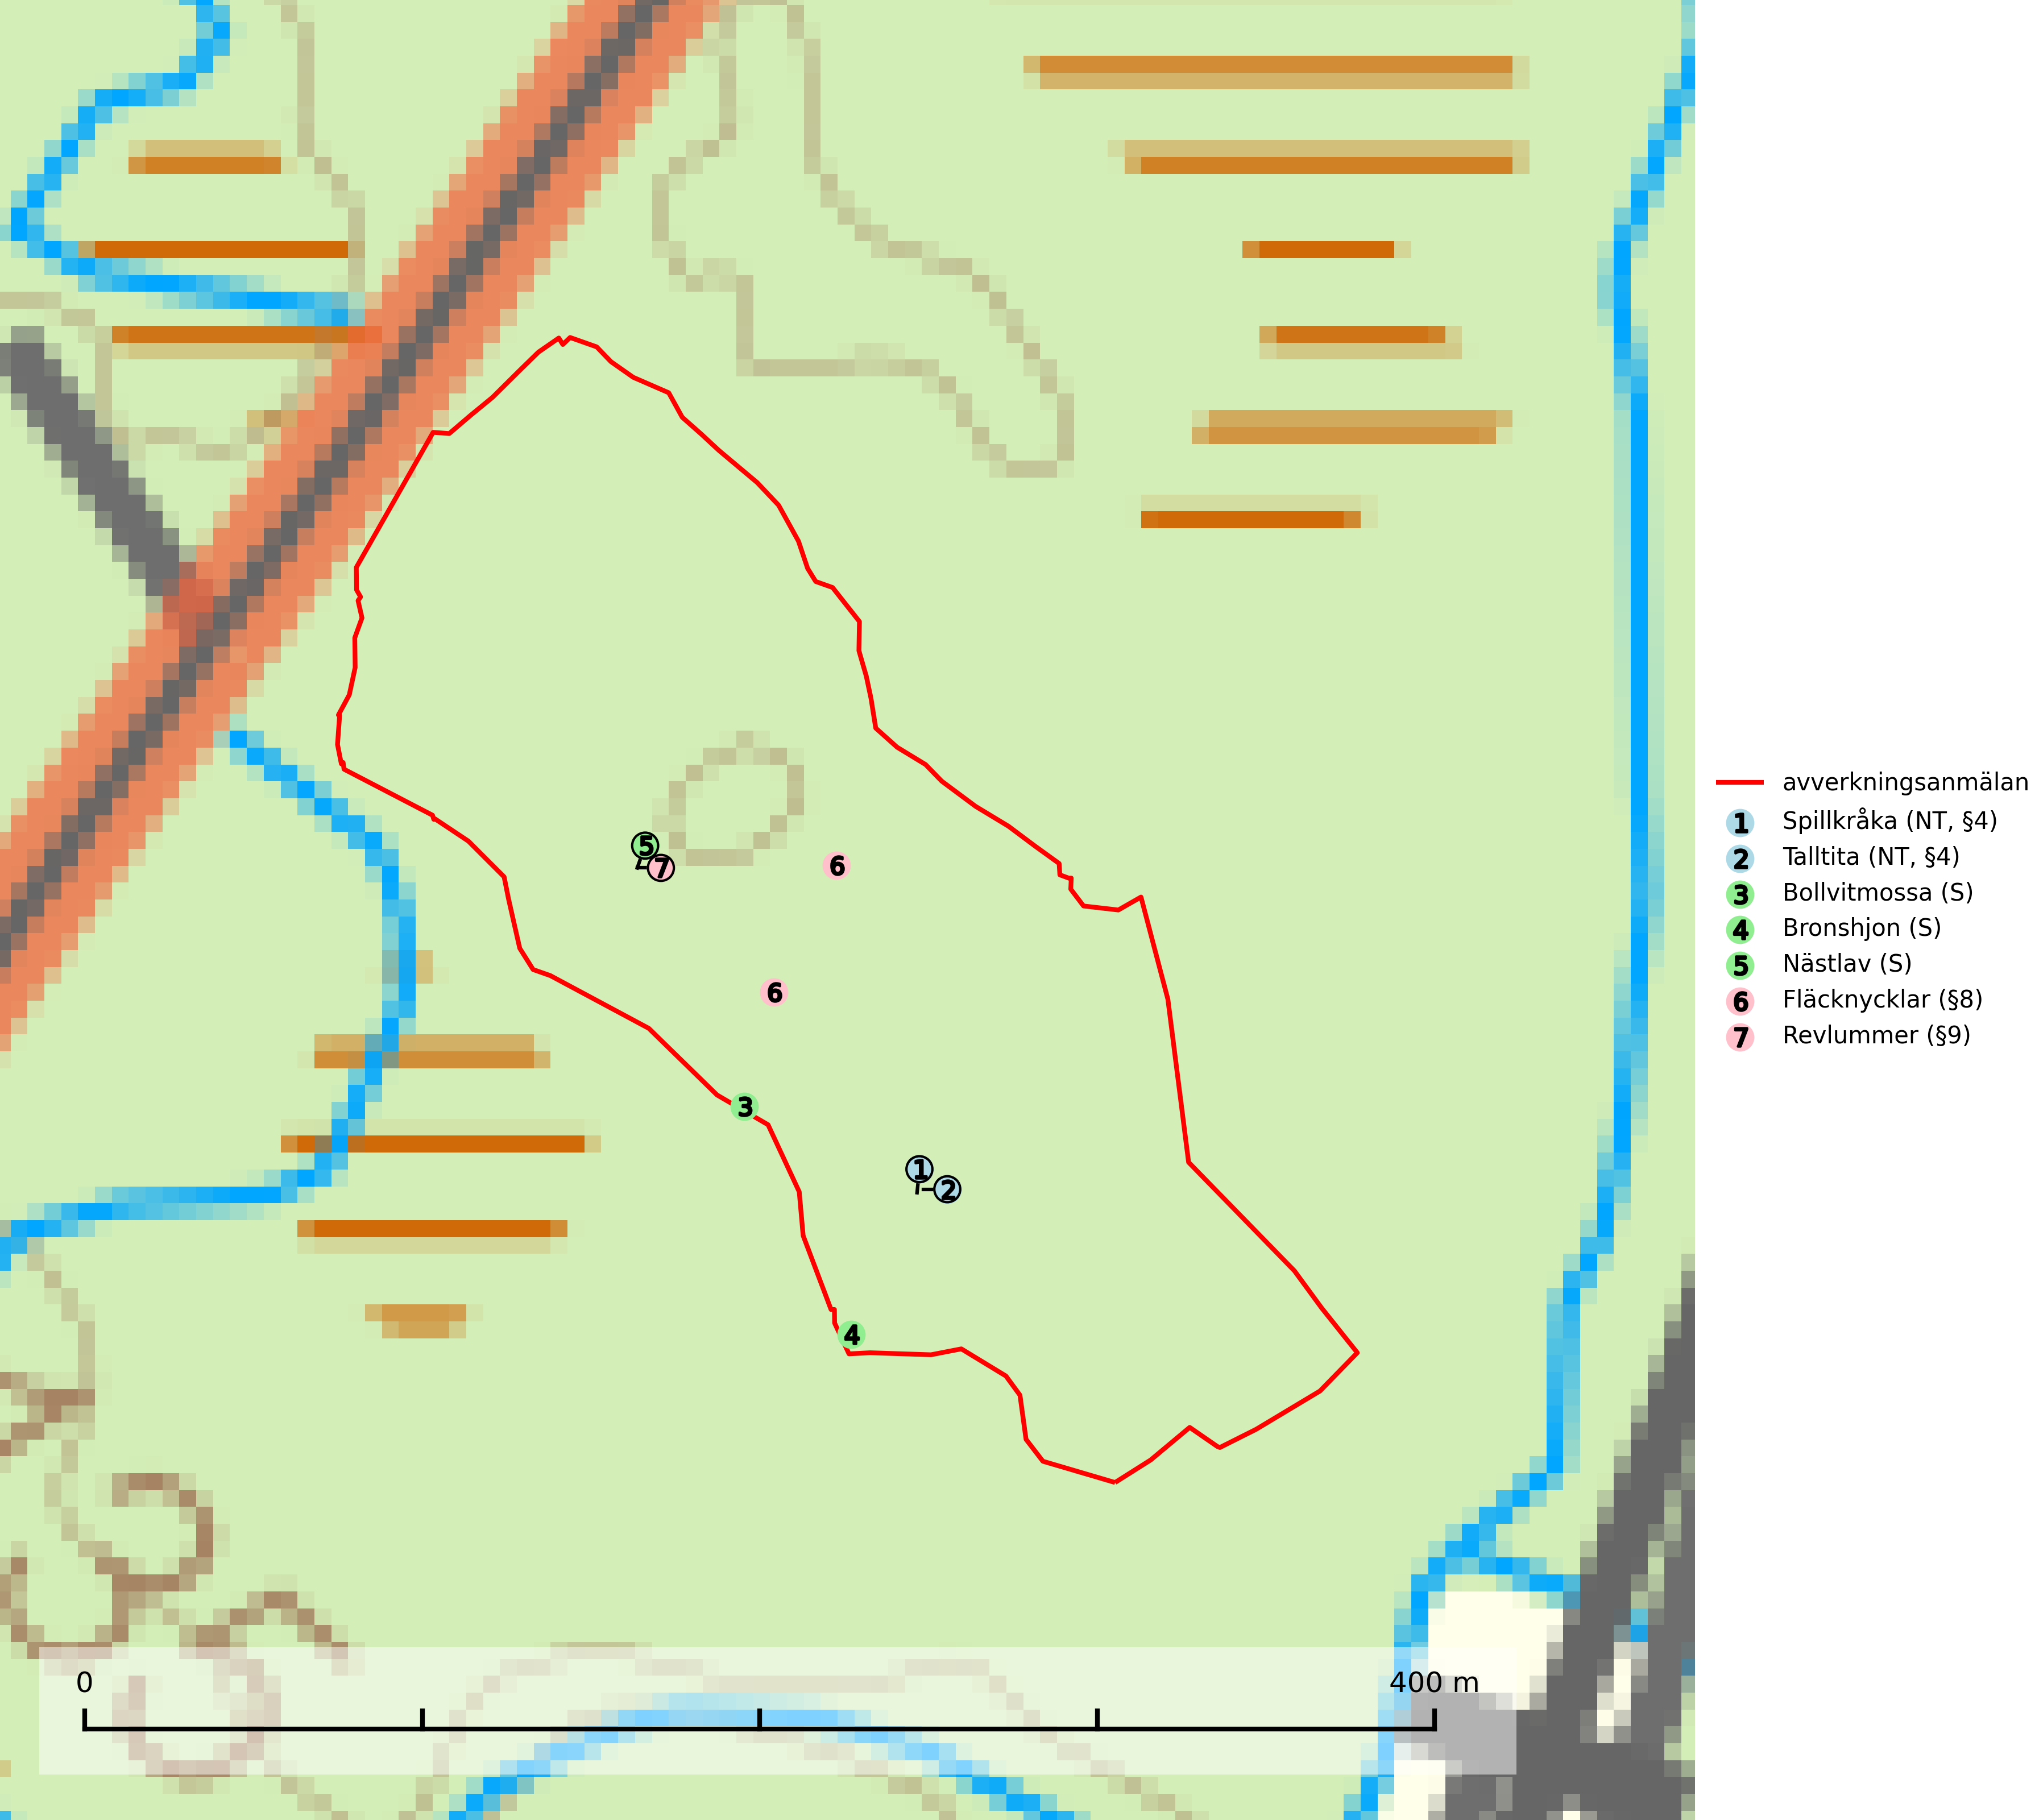 5
7
6
6
3
1
2
4
avverkningsanmälan
1 Spillkråka (NT, §4)
2 Talltita (NT, §4)
3 Bollvitmossa (S)
4 Bronshjon (S)
5 Nästlav (S)
6 Fläcknycklar (§8)
7 Revlummer (§9)
0 400 m